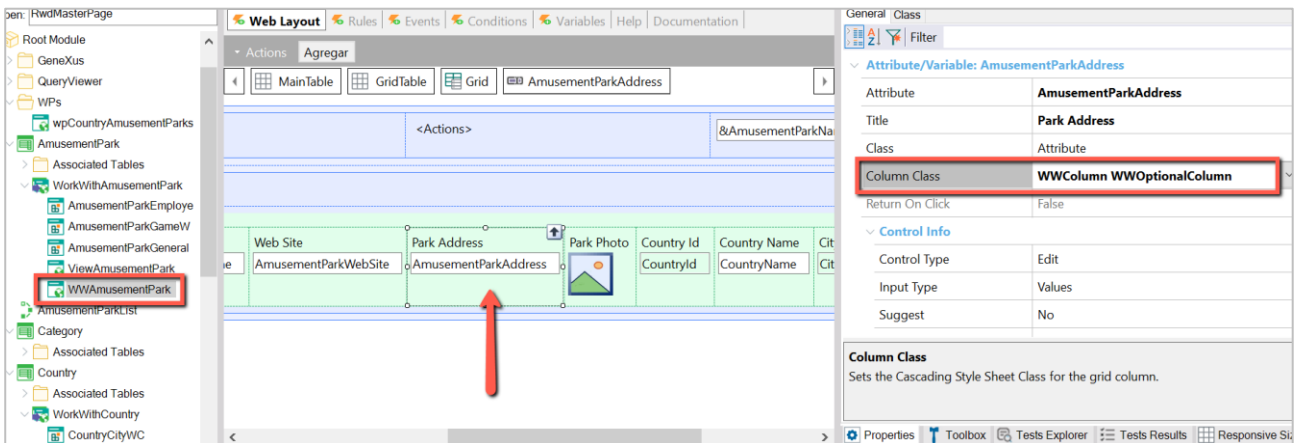 pen: RwdMasterPage
Root Module
GeneXus
QueryViewer
WPs
wpCountryAmusementParks
AmusementPark
Associated Tables
WorkWithAmusementPark
AmusementParkEmploye
AmusementParkGameW
AmusementParkGeneral
ViewAmusementPark
WWAmusementPark
AmusementParkList
Category
Associated Tables
Country
Associated Tables
WorkWithCountry
CountryCityWC
Web Layout Rules Events Conditions Variables Help Documentation
Actions Agregar
MainTable GridTable Grid AmusementParkAddress
<Actions> &AmusementParkNa
Web Site Park Address Park Photo Country Id Country Name Cit
ne AmusementParkWebSite AmusementParkAddress CountryId CountryName Cit
General Class
Filter
Attribute/Variable: AmusementParkAddress
Attribute AmusementParkAddress
Title Park Address
Class Attribute
Column Class WWColumn WWOptionalColumn
Return On Click False
Control Info
Control Type Edit
Input Type Values
Suggest No
Column Class
Sets the Cascading Style Sheet Class for the grid column.
Properties Toolbox Tests Explorer Tests Results Responsive Siz